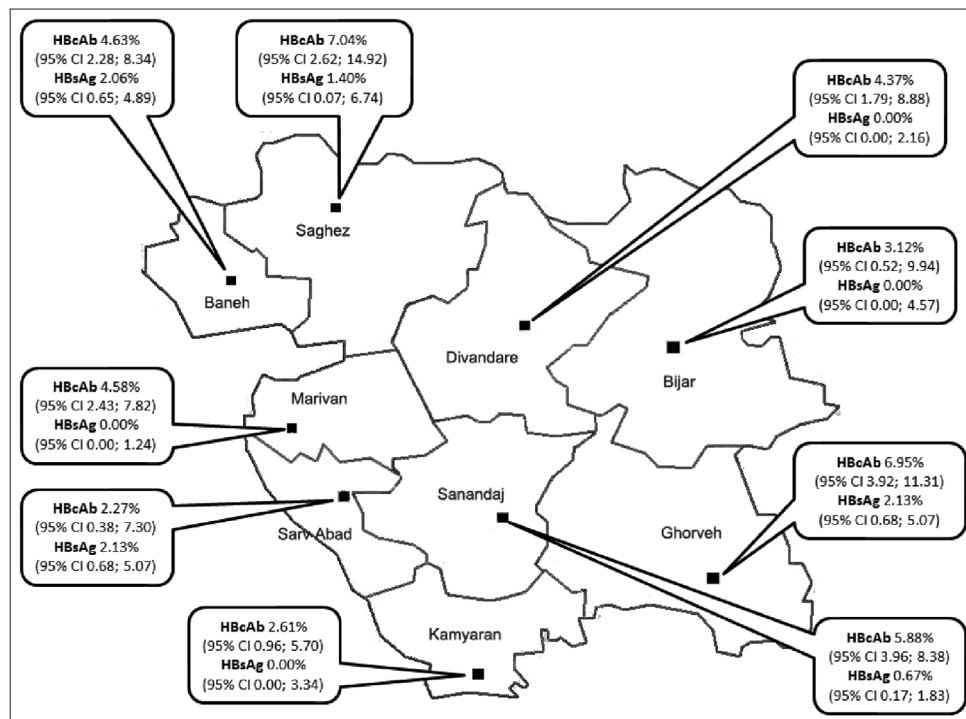 HBcAb 4.63%
(95% CI 2.28; 8.34)
HBsAg 2.06%
(95% CI 0.65; 4.89)
HBcAb 7.04%
(95% CI 2.62; 14.92)
HBsAg 1.40%
(95% CI 0.07; 6.74)
HBcAb 4.37%
(95% CI 1.79; 8.88)
HBsAg 0.00%
(95% CI 0.00; 2.16)
Saghez
Baneh
HBcAb 3.12%
(95% CI 0.52; 9.94)
HBsAg 0.00%
(95% CI 0.00; 4.57)
Divandare
Bijar
HBcAb 4.58%
(95% CI 2.43; 7.82)
HBsAg 0.00%
(95% CI 0.00; 1.24)
Marivan
HBcAb 2.27%
(95% CI 0.38; 7.30)
HBsAg 2.13%
(95% CI 0.68; 5.07)
Sarv Abad
Sanandaj
Ghorveh
HBcAb 6.95%
(95% CI 3.92; 11.31)
HBsAg 2.13%
(95% CI 0.68; 5.07)
HBcAb 2.61%
(95% CI 0.96; 5.70)
HBsAg 0.00%
(95% CI 0.00; 3.34)
Kamyaran
HBcAb 5.88%
(95% CI 3.96; 8.38)
HBsAg 0.67%
(95% CI 0.17; 1.83)